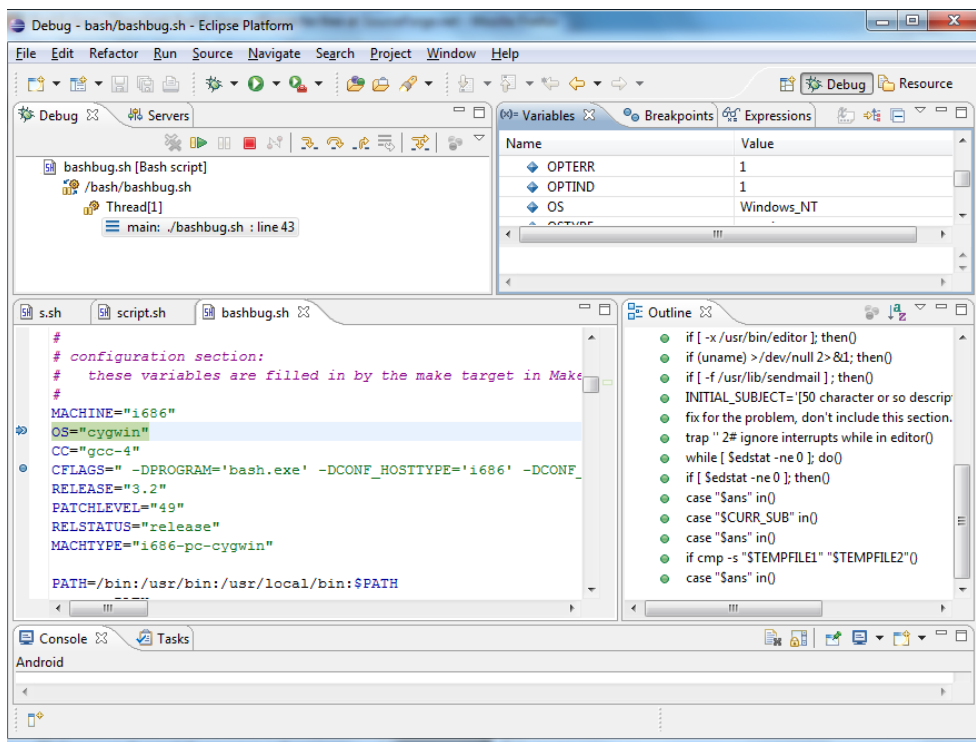 Debug - bash/bashbug.sh - Eclipse Platform
File Edit Refactor Run Source Navigate Search Project Window Help
Debug Resource
Debug Servers
(x)= Variables Breakpoints Expressions
bashbug.sh [Bash script]
/bash/bashbug.sh
Thread[1]
main: ./bashbug.sh : line 43
Name Value
OPTERR 1
OPTIND 1
OS Windows_NT
s.sh script.sh bashbug.sh
#
# configuration section:
# these variables are filled in by the make target in Make
#
MACHINE="i686"
OS="cygwin"
CC="gcc-4"
CFLAGS=" -DPROGRAM='bash.exe' -DCONF_HOSTTYPE='i686' -DCONF_
RELEASE="3.2"
PATCHLEVEL="49"
RELSTATUS="release"
MACHTYPE="i686-pc-cygwin"
PATH=/bin:/usr/bin:/usr/local/bin:$PATH
Outline
if [ -x /usr/bin/editor ]; then()
if (uname) >/dev/null 2>&1; then()
if [ -f /usr/lib/sendmail ] ; then()
INITIAL_SUBJECT='[50 character or so descrip
fix for the problem, don't include this section.
trap '' 2# ignore interrupts while in editor()
while [ $edstat -ne 0 ]; do()
if [ $edstat -ne 0 ]; then()
case "$ans" in()
case "$CURR_SUB" in()
case "$ans" in()
if cmp -s "$TEMPFILE1" "$TEMPFILE2"()
case "$ans" in()
Console Tasks
Android